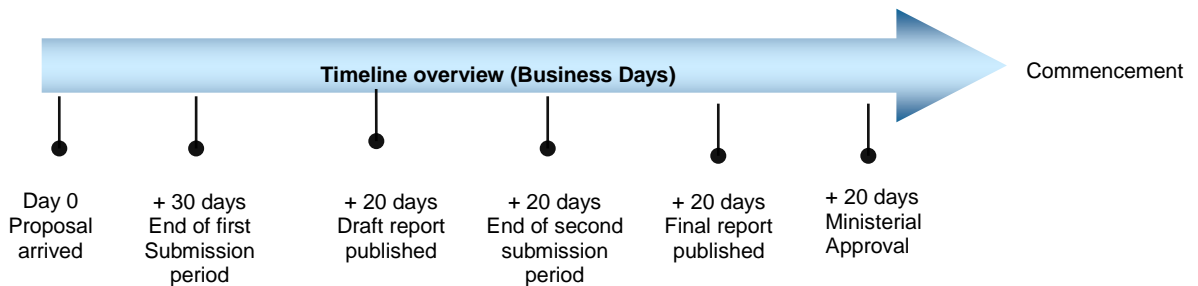 Timeline overview (Business Days)
Commencement
Day 0
Proposal
arrived
+ 30 days
End of first
Submission
period
+ 20 days
Draft report
published
+ 20 days
End of second
submission
period
+ 20 days
Final report
published
+ 20 days
Ministerial
Approval